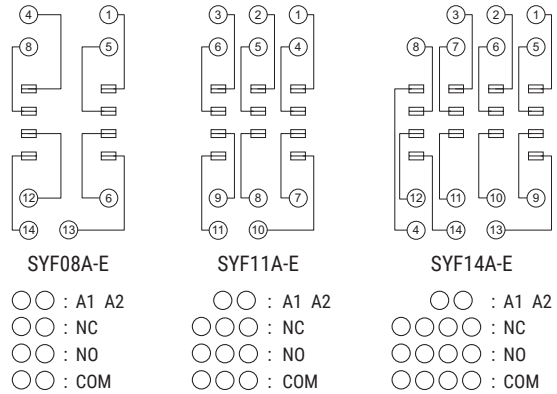 4 1 3 2 1 3 2 1
8 5 6 5 4 8 7 6 5
12 6 9 8 7 12 11 10 9
14 13 11 10 4 14 13
SYF08A-E SYF11A-E SYF14A-E
: A1 A2 : A1 A2 : A1 A2
: NC : NC : NC
: NO : NO : NO
: COM : COM : COM